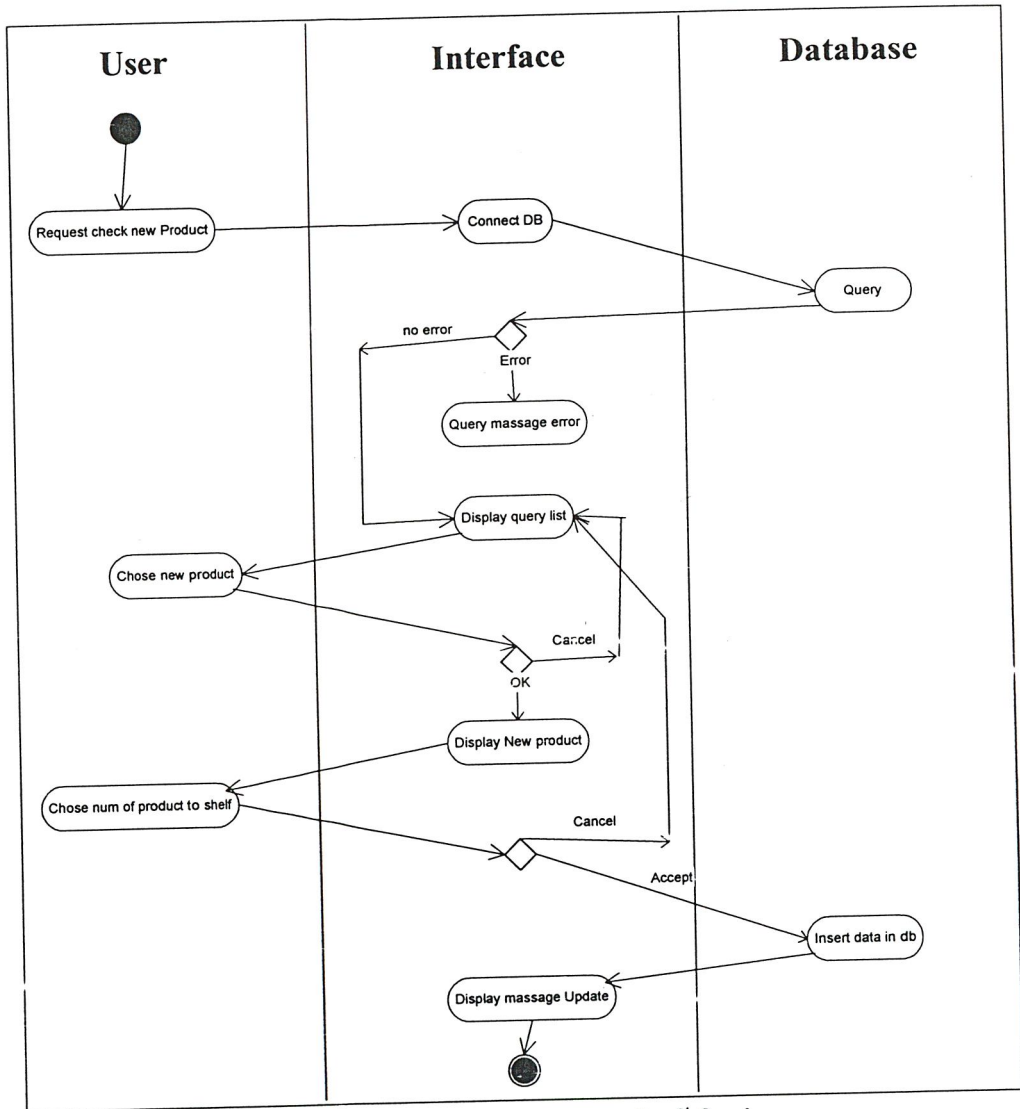 User
Interface
Database
Request check new Product
Connect DB
Query
no error
Error
Query massage error
Display query list
Chose new product
Cancel
OK
Display New product
Chose num of product to shelf
Cancel
Accept
Insert data in db
Display massage Update